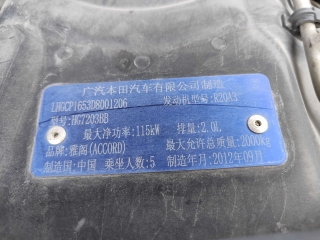 广汽本田汽车有限公司制造
LHGCP1653D8001206 发动机型号:R20A3
型号:HG7203BB
最大净功率:115kW 排量:2.0L
品牌:雅阁(ACCORD) 最大允许总质量:2000kg
制造国:中国 乘坐人数:5 制造年月:2012年09月